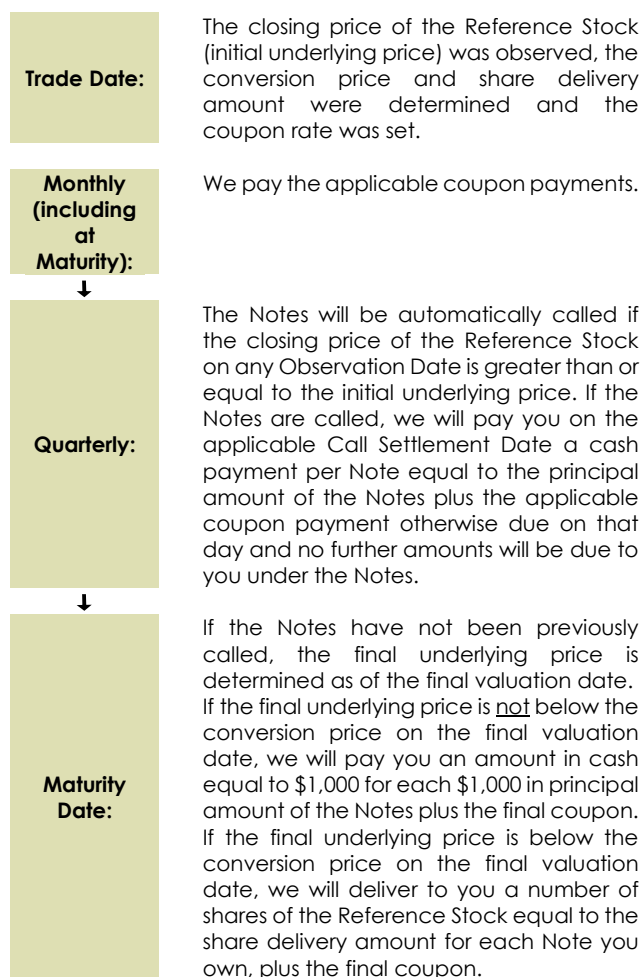 Trade Date:
The closing price of the Reference Stock
(initial underlying price) was observed, the
conversion price and share delivery
amount were determined and the
coupon rate was set.
Monthly
(including
at
Maturity):
We pay the applicable coupon payments.
Quarterly:
The Notes will be automatically called if
the closing price of the Reference Stock
on any Observation Date is greater than or
equal to the initial underlying price. If the
Notes are called, we will pay you on the
applicable Call Settlement Date a cash
payment per Note equal to the principal
amount of the Notes plus the applicable
coupon payment otherwise due on that
day and no further amounts will be due to
you under the Notes.
Maturity
Date:
If the Notes have not been previously
called, the final underlying price is
determined as of the final valuation date.
If the final underlying price is not below the
conversion price on the final valuation
date, we will pay you an amount in cash
equal to $1,000 for each $1,000 in principal
amount of the Notes plus the final coupon.
If the final underlying price is below the
conversion price on the final valuation
date, we will deliver to you a number of
shares of the Reference Stock equal to the
share delivery amount for each Note you
own, plus the final coupon.